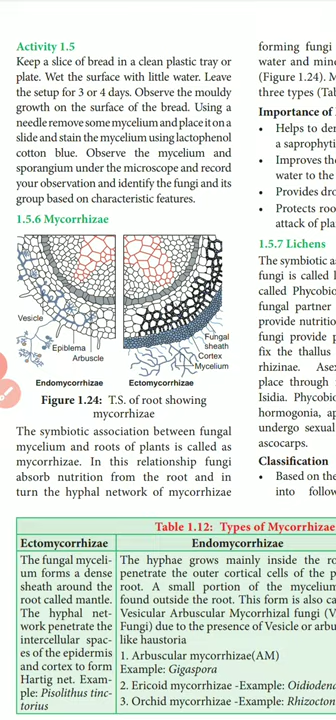 Activity 1.5
Keep a slice of bread in a clean plastic tray or
plate. Wet the surface with little water. Leave
the setup for 3 or 4 days. Observe the mouldy
growth on the surface of the bread. Using a
needle remove some mycelium and place it on a
slide and stain the mycelium using lactophenol
cotton blue. Observe the mycelium and
sporangium under the microscope and record
your observation and identify the fungi and its
group based on characteristic features.
1.5.6 Mycorrhizae
Vesicle
Epiblema
Arbuscle
Fungal
sheath
Cortex
Mycelium
Endomycorrhizae
Ectomycorrhizae
Figure 1.24: T.S. of root showing
mycorrhizae
The symbiotic association between fungal
mycelium and roots of plants is called as
mycorrhizae. In this relationship fungi
absorb nutrition from the root and in
turn the hyphal network of mycorrhizae
forming fungi
water and mine
(Figure 1.24). M
three types (Tab
Importance of
• Helps to der
a saprophyti
• Improves the
water to the
• Provides dro
• Protects roo
attack of pla
1.5.7 Lichens
The symbiotic as
fungi is called l
called Phycobio
fungal partner
provide nutritio
fungi provide p
fix the thallus
rhizinae. Asex
place through
Isidia. Phycobio
hormogonia, ap
undergo sexual
ascocarps.
Classification
• Based on the
into follow
Table 1.12: Types of Mycorrhizae
Ectomycorrhizae
The fungal myceli-
um forms a dense
sheath around the
root called mantle.
The hyphal net-
work penetrate the
intercellular spac-
es of the epidermis
and cortex to form
Hartig net. Exam-
ple: Pisolithus tinc-
torius
Endomycorrhizae
The hyphae grows mainly inside the ro
penetrate the outer cortical cells of the p
root. A small portion of the mycelium
found outside the root. This form is also ca
Vesicular Arbuscular Mycorrhizal fungi (V
Fungi) due to the presence of Vesicle or arbu
like haustoria
1. Arbuscular mycorrhizae(AM)
Example: Gigaspora
2. Ericoid mycorrhizae -Example: Oidioden
3. Orchid mycorrhizae -Example: Rhizocton